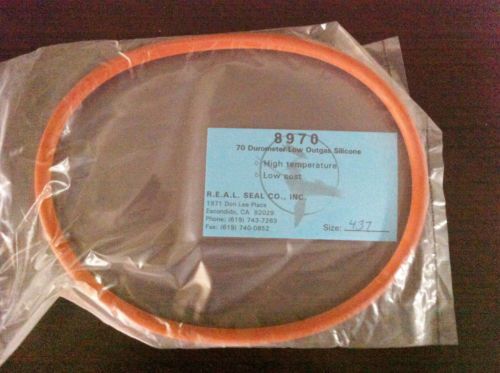 8970
70 Durometer Low Outgas Silicone
○ High temperature
○ Low cost
R.E.A.L. SEAL CO., INC.
1971 Don Lee Place
Escondido, CA 92029
Phone: (619) 743-7263
Fax: (619) 740-0852
Size: 437